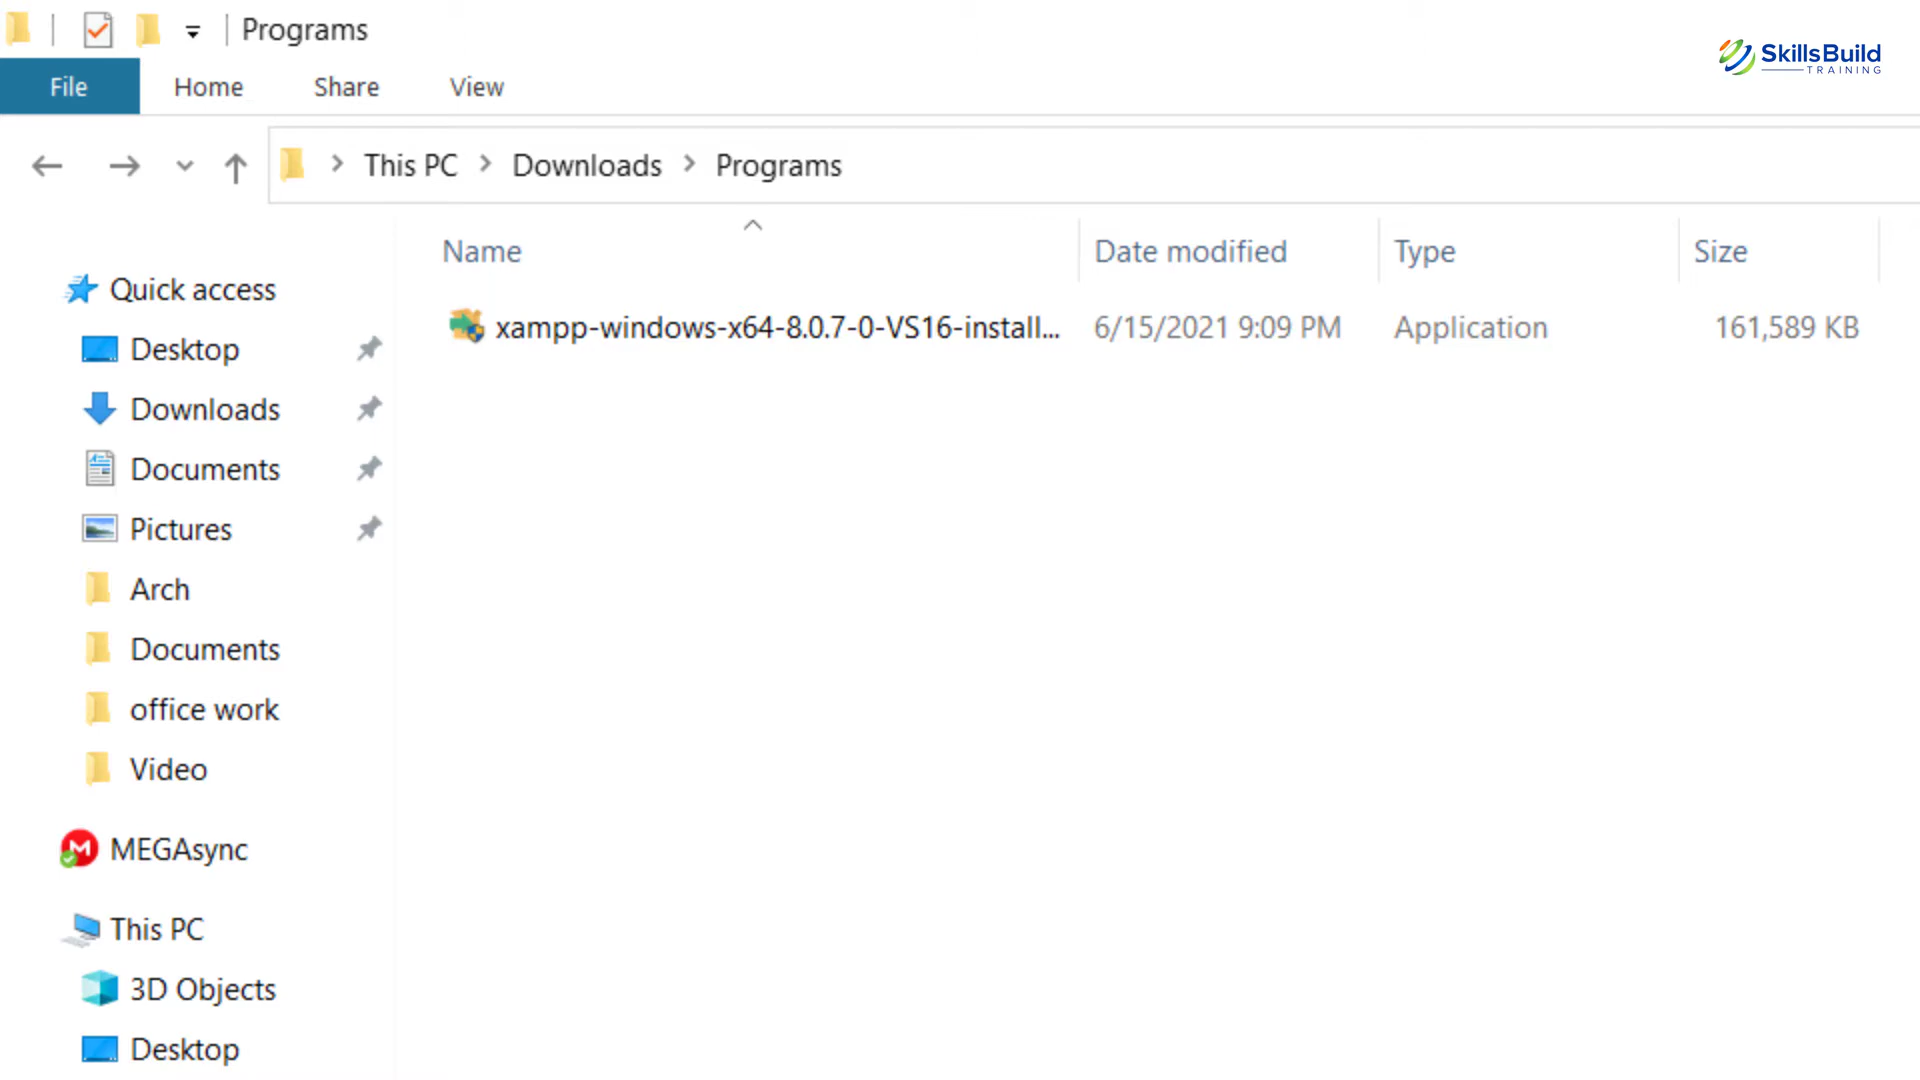 Programs
SkillsBuild
TRAINING
File Home Share View
This PC Downloads Programs
Name Date modified Type Size
xampp-windows-x64-8.0.7-0-VS16-install... 6/15/2021 9:09 PM Application 161,589 KB
Quick access
Desktop
Downloads
Documents
Pictures
Arch
Documents
office work
Video
MEGAsync
This PC
3D Objects
Desktop